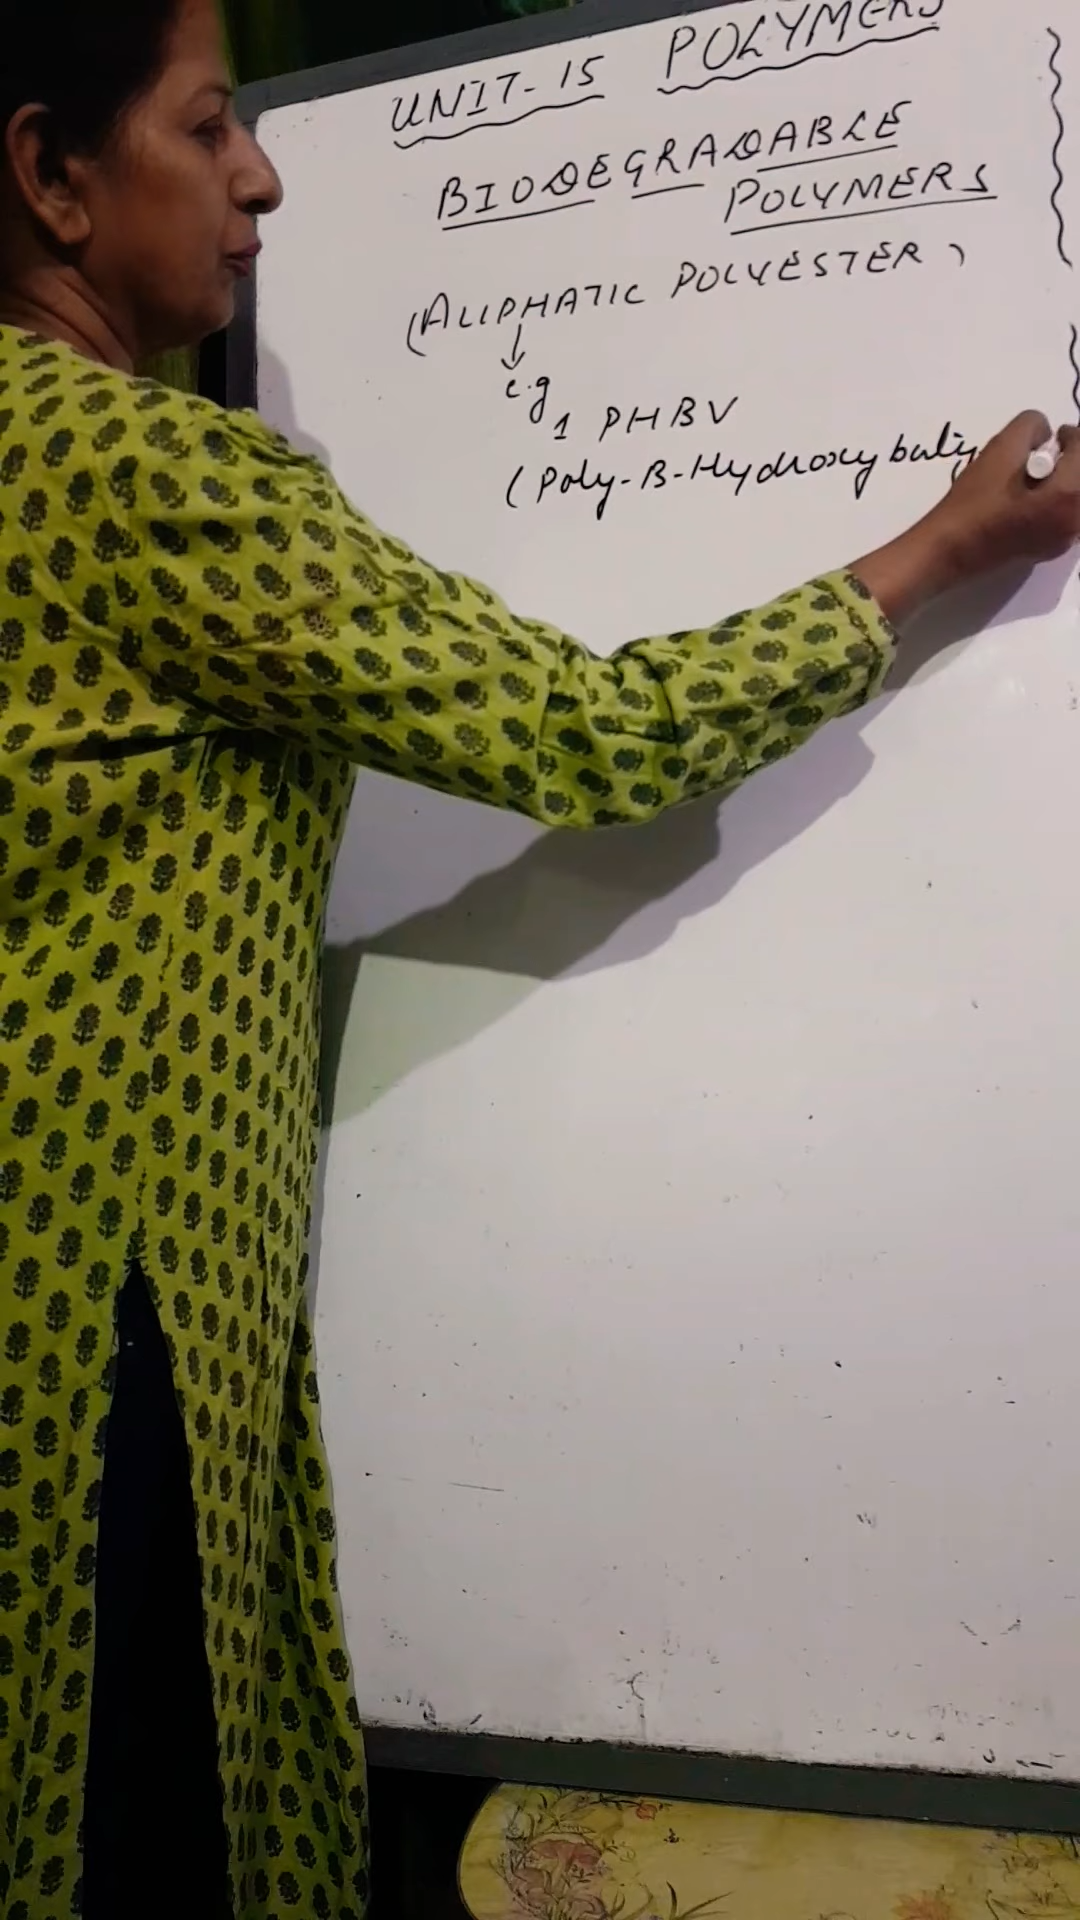 UNIT-15 POLYMERS
BIODEGRADABLE
POLYMERS
(ALIPHATIC POLYESTER)
e.g
1 PHBV
(Poly-B-Hydroxybuty